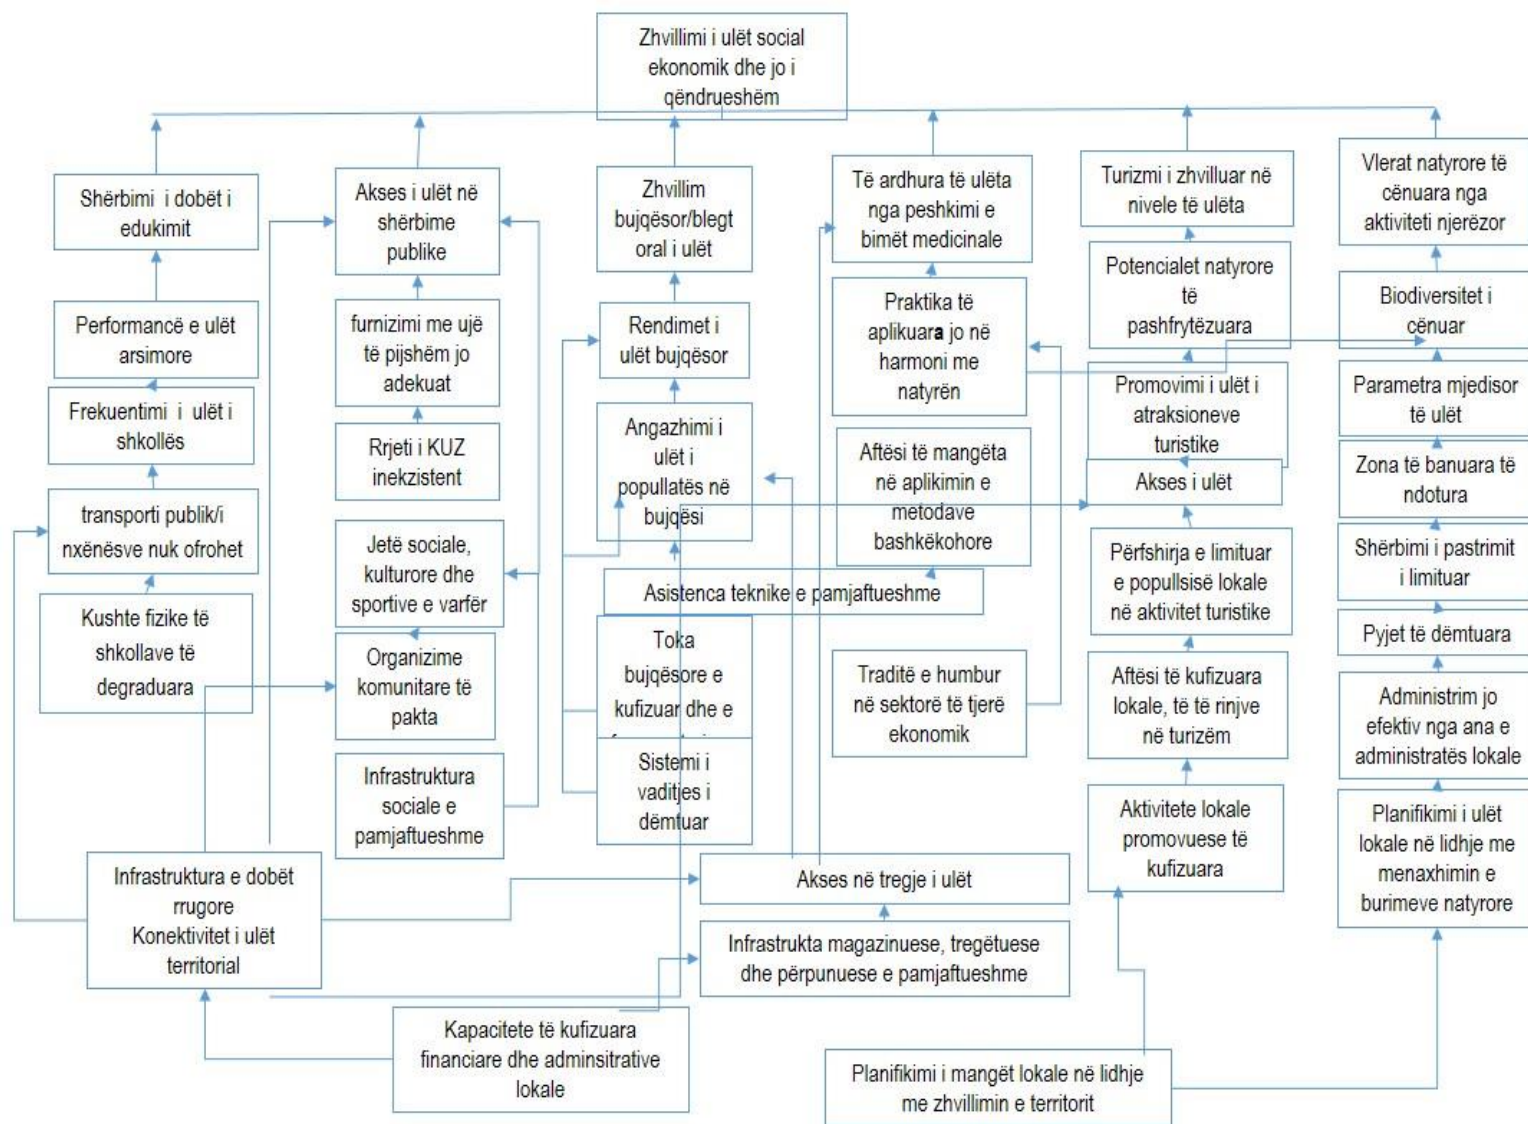 Zhvillimi i ulët social
ekonomik dhe jo i
qëndrueshëm
Shërbimi i dobët i
edukimit
Performancë e ulët
arsimore
Frekuentimi i ulët i
shkollës
transporti publik/i
nxënësve nuk ofrohet
Kushte fizike të
shkollave të
degraduara
Infrastruktura e dobët
rrugore
Konektivitet i ulët
territorial
Akses i ulët në
shërbime
publike
furnizimi me ujë
të pijshëm jo
adekuat
Rrjeti i KUZ
inekzistent
Jetë sociale,
kulturore dhe
sportive e varfër
Organizime
komunitare të
pakta
Infrastruktura
sociale e
pamjaftueshme
Kapacitete të kufizuara
financiare dhe adminsitrative
lokale
Zhvillim
bujqësor/blegt
oral i ulët
Rendimet i
ulët bujqësor
Angazhimi i
ulët i
popullatës në
bujqësi
Asistenca teknike e pamjaftueshme
Toka
bujqësore e
kufizuar dhe e
Sistemi i
vaditjes i
dëmtuar
Akses në tregje i ulët
Infrastrukta magazinuese, tregëtuese
dhe përpunuese e pamjaftueshme
Të ardhura të ulëta
nga peshkimi e
bimët medicinale
Praktika të
aplikuara jo në
harmoni me
natyrën
Aftësi të mangëta
në aplikimin e
metodave
bashkëkohore
Traditë e humbur
në sektorë të tjerë
ekonomik
Planifikimi i mangët lokale në lidhje
me zhvillimin e territorit
Turizmi i zhvilluar në
nivele të ulëta
Potencialet natyrore
të
pashfrytëzuara
Promovimi i ulët i
atraksioneve
turistike
Akses i ulët
Përfshirja e limituar
e popullsisë lokale
në aktivitet turistike
Aftësi të kufizuara
lokale, të të rinjve
në turizëm
Aktivitete lokale
promovuese të
kufizuara
Vlerat natyrore të
cënuara nga
aktiviteti njerëzor
Biodiversitet i
cënuar
Parametra mjedisor
të ulët
Zona të banuara të
ndotura
Shërbimi i pastrimit
i limituar
Pyjet të dëmtuara
Administrim jo
efektiv nga ana e
administratës lokale
Planifikimi i ulët
lokale në lidhje me
menaxhimin e
burimeve natyrore